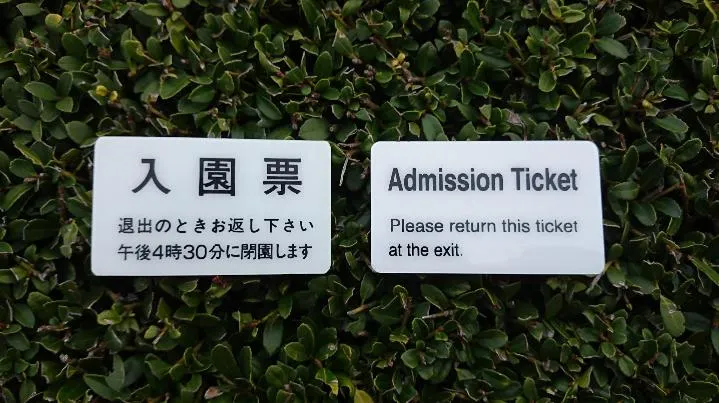 入園票
退出のときお返し下さい
午後4時30分に閉園します
Admission Ticket
Please return this ticket
at the exit.